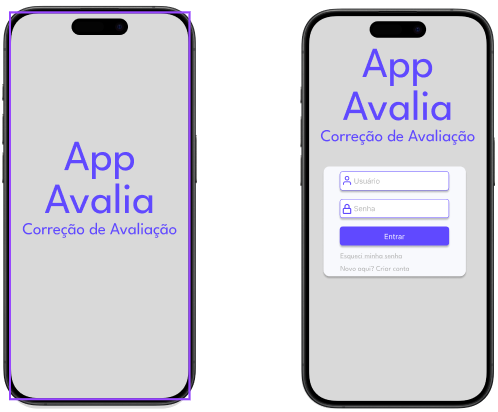 App
Avalia
Correção de Avaliação
App
Avalia
Correção de Avaliação
Usuário
Senha
Entrar
Esqueci minha senha
Novo aqui? Criar conta